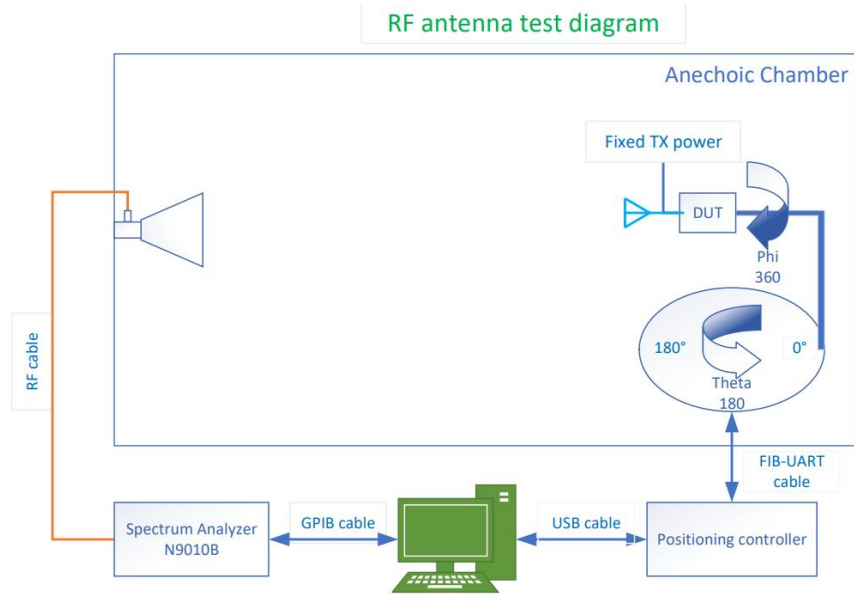 RF antenna test diagram
Anechoic Chamber
Fixed TX power
DUT
Phi
360
180°
0°
Theta
180
RF cable
FIB-UART
cable
Spectrum Analyzer
N9010B
GPIB cable
USB cable
Positioning controller